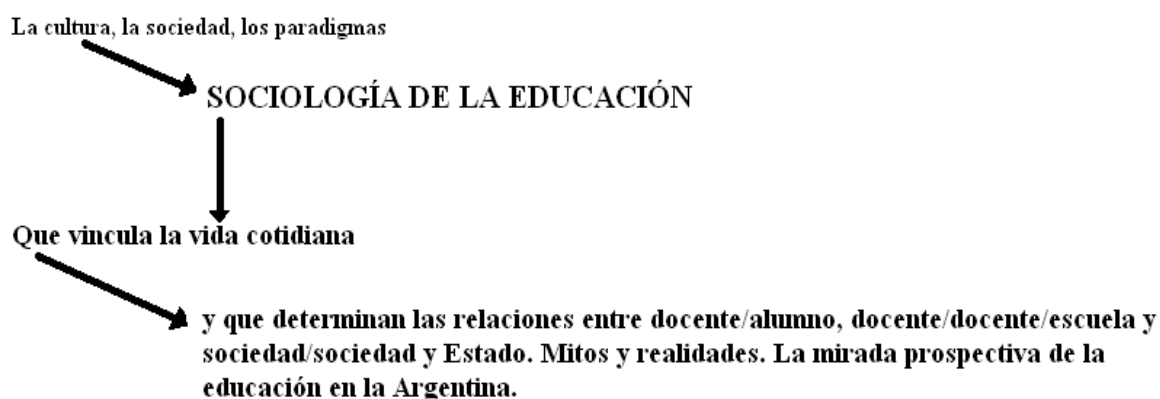 La cultura, la sociedad, los paradigmas
SOCIOLOGÍA DE LA EDUCACIÓN
Que vincula la vida cotidiana
y que determinan las relaciones entre docente/alumno, docente/docente/escuela y
sociedad/sociedad y Estado. Mitos y realidades. La mirada prospectiva de la
educación en la Argentina.